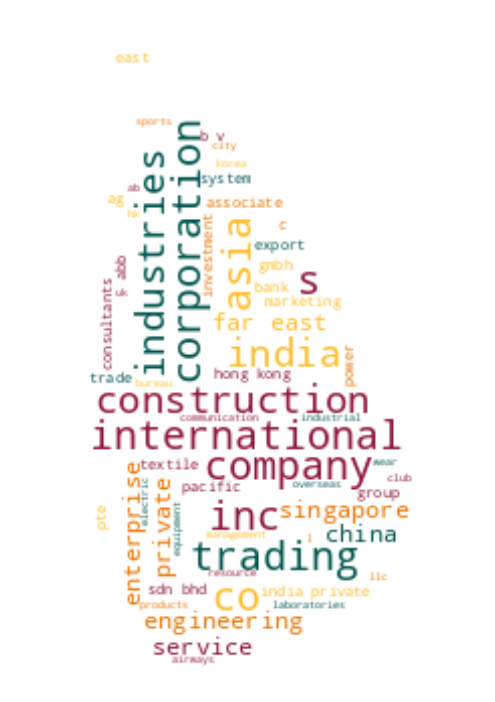 east
sports
corporation
b v
city
industries
korea
system
ab
ag
associate
hk
investment
asia
c
export
abb
gmbh
s
consultants
bank
marketing
far east
india
power
hong kong
trade
bureau
construction
communication
industrial
international
company
textile
wear
enterprise
private
electric
pacific
overseas
club
group
inc
singapore
pte
equipment
china
management
i
trading
resource
llc
sdn bhd
co
india private
products
laboratories
engineering
service
airways